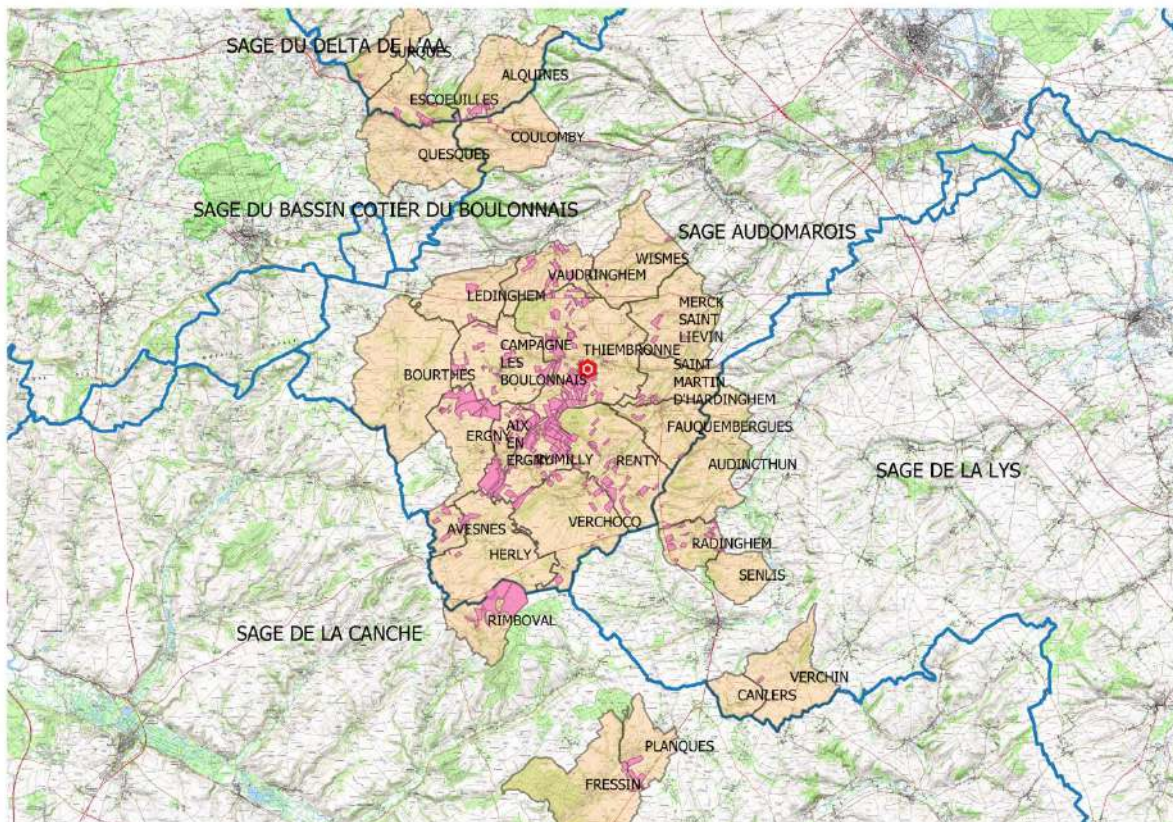 SAGE DU DELTA DE L'AA
SURQUES
ALQUINES
ESCOEUILLES
COULOMBY
QUESQUES
SAGE DU BASSIN COTIER DU BOULONNAIS
SAGE AUDOMAROIS
WISMES
VAUDRINGHEM
LEDINGHEM
MERCK
SAINT
LIEVIN
CAMPAGNE
LES
BOULONNAIS
THIEMBRONNE
BOURTHES
SAINT
MARTIN
D'HARDINGHEM
FAUQUEMBERGUES
ERGNY
AIX
EN
ERGNY
RUMILLY
RENTY
AUDINCTHUN
SAGE DE LA LYS
AVESNES
VERCHOCQ
HERLY
RADINGHEM
SENLIS
RIMBOVAL
SAGE DE LA CANCHE
VERCHIN
CANLERS
PLANQUES
FRESSIN